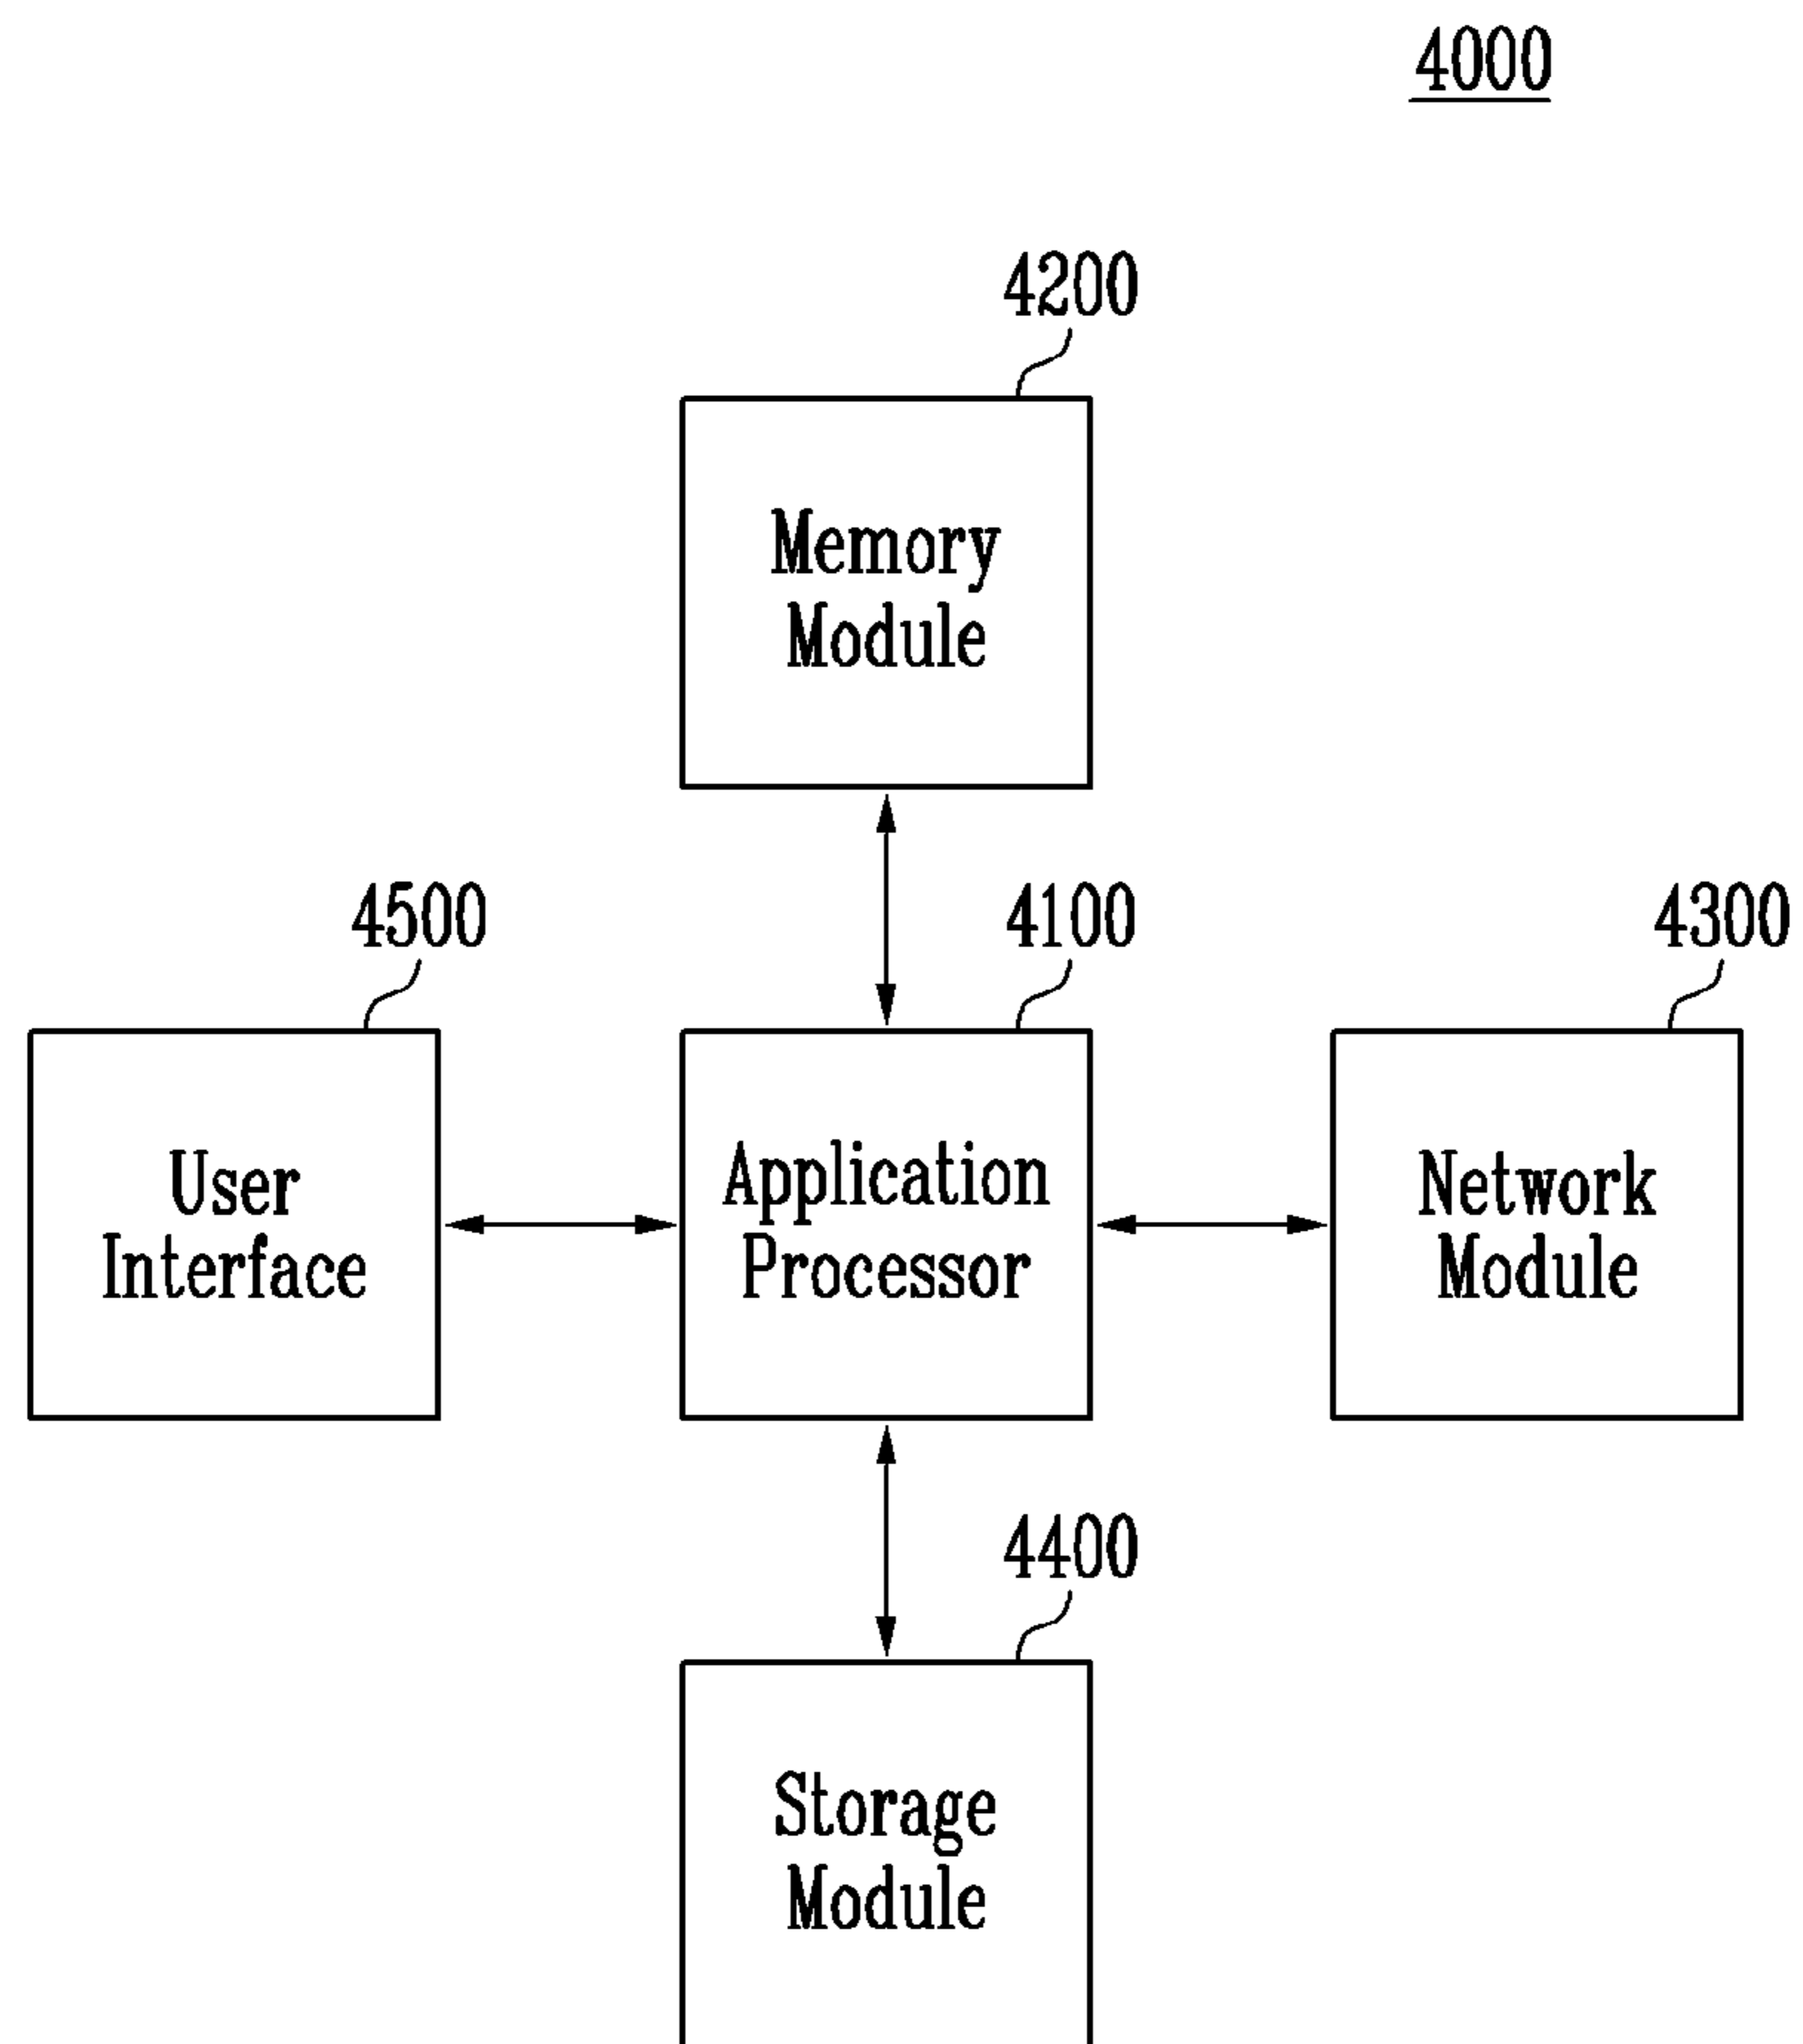 4000
4200
Memory
Module
4500
4100
4300
User
Interface
Application
Processor
Network
Module
4400
Storage
Module